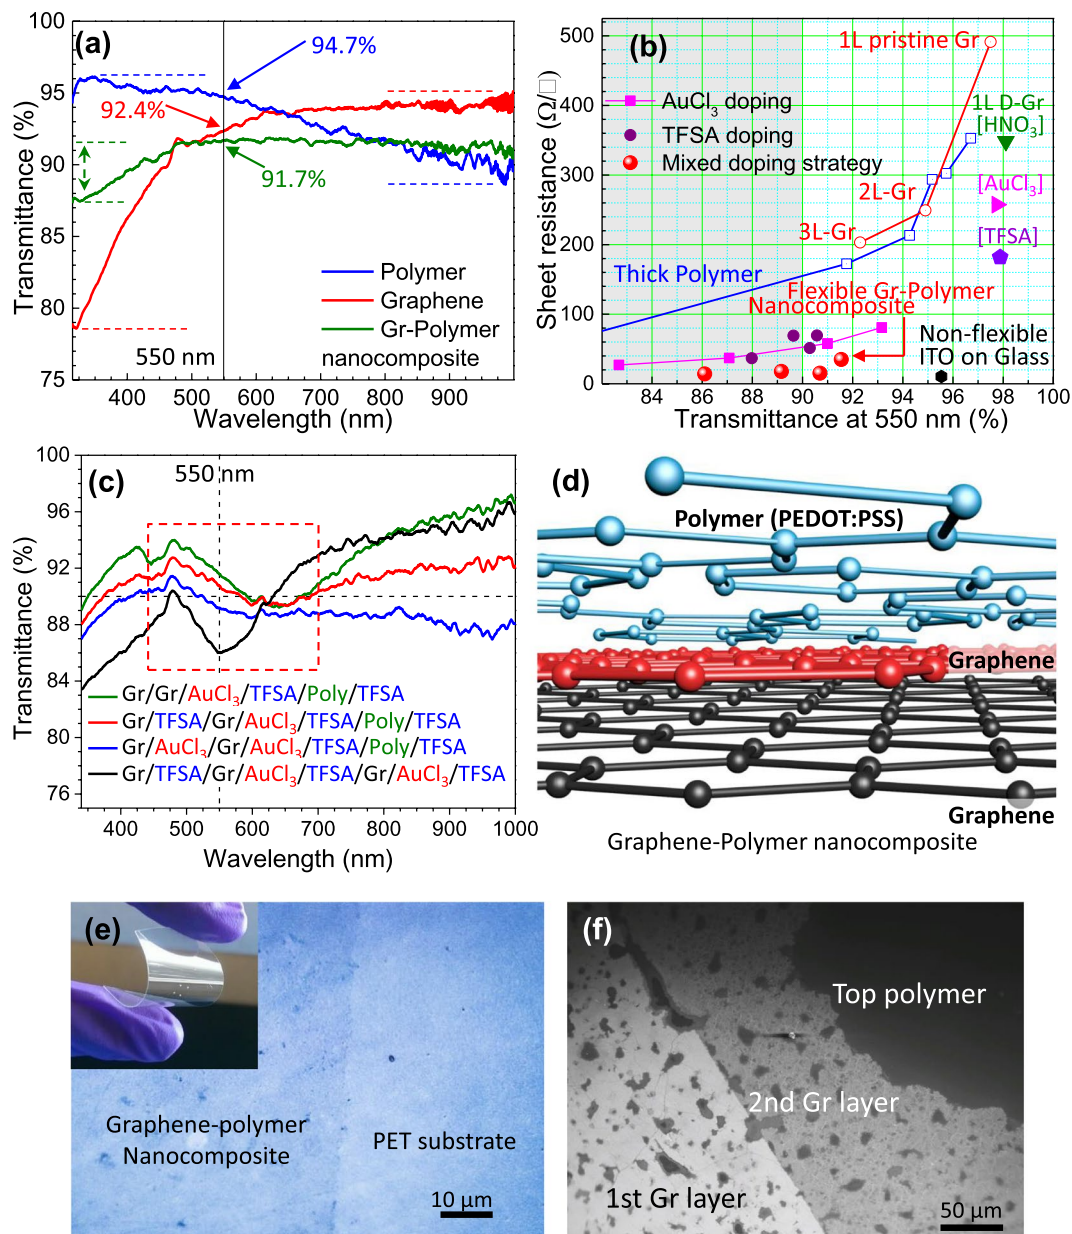 (a)
94.7%
92.4%
91.7%
Polymer
Graphene
Gr-Polymer
nanocomposite
550 nm
100
95
90
85
80
75
400 500 600 700 800 900
Transmittance (%)
Wavelength (nm)
(b)
1L pristine Gr
AuCl3 doping
TFSA doping
Mixed doping strategy
1L D-Gr
[HNO3]
[AuCl3]
[TFSA]
2L-Gr
3L-Gr
Thick Polymer
Flexible Gr-Polymer
Nanocomposite
Non-flexible
ITO on Glass
500
400
300
200
100
0
84 86 88 90 92 94 96 98 100
Sheet resistance (Ω/□)
Transmittance at 550 nm (%)
(c)
550 nm
100
96
92
88
84
80
76
Gr/Gr/AuCl3/TFSA/Poly/TFSA
Gr/TFSA/Gr/AuCl3/TFSA/Poly/TFSA
Gr/AuCl3/Gr/AuCl3/TFSA/Poly/TFSA
Gr/TFSA/Gr/AuCl3/TFSA/Gr/AuCl3/TFSA
400 500 600 700 800 900 1000
Transmittance (%)
Wavelength (nm)
(d)
Polymer (PEDOT:PSS)
Graphene
Graphene
Graphene-Polymer nanocomposite
(e)
Graphene-polymer
Nanocomposite
PET substrate
10 µm
(f)
Top polymer
2nd Gr layer
1st Gr layer
50 µm